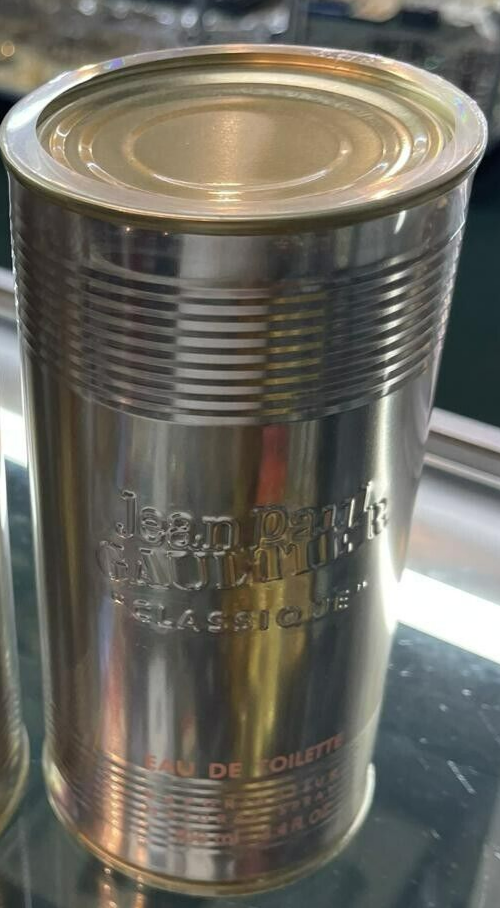 Jean Paul
GAULTIER
"CLASSIQUE"
EAU DE TOILETTE